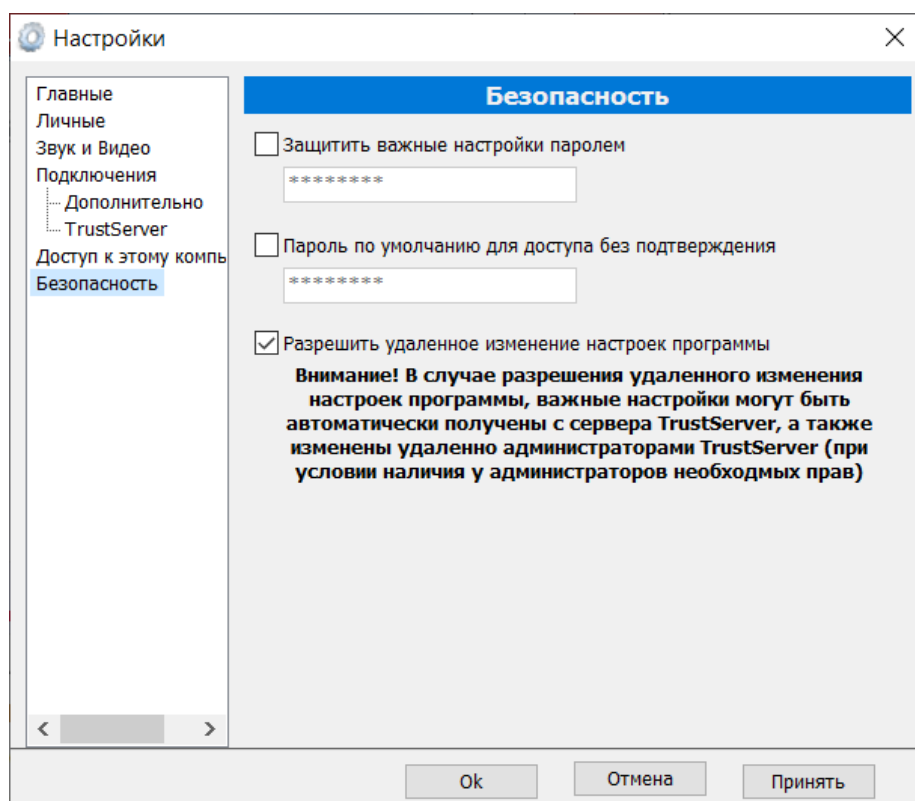 Настройки
Главные
Личные
Звук и Видео
Подключения
Дополнительно
TrustServer
Доступ к этому компь
Безопасность
Безопасность
Защитить важные настройки паролем
********
Пароль по умолчанию для доступа без подтверждения
********
Разрешить удаленное изменение настроек программы
Внимание! В случае разрешения удаленного изменения
настроек программы, важные настройки могут быть
автоматически получены с сервера TrustServer, а также
изменены удаленно администраторами TrustServer (при
условии наличия у администраторов необходмых прав)
Ok
Отмена
Принять